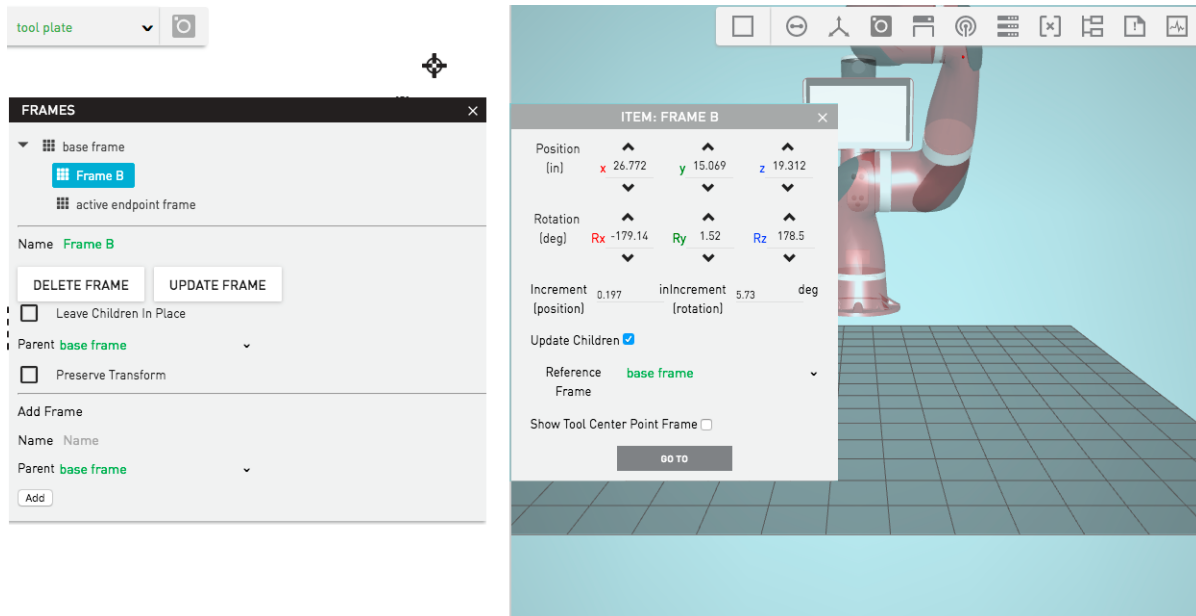 tool plate
FRAMES
base frame
Frame B
active endpoint frame
Name Frame B
DELETE FRAME UPDATE FRAME
Leave Children In Place
Parent base frame
Preserve Transform
Add Frame
Name Name
Parent base frame
Add
ITEM: FRAME B
Position x 26.772 y 15.069 z 19.312
(in)
Rotation Rx -179.14 Ry 1.52 Rz 178.5
(deg)
Increment 0.197 inIncrement 5.73 deg
(position) (rotation)
Update Children
Reference base frame
Frame
Show Tool Center Point Frame
GO TO